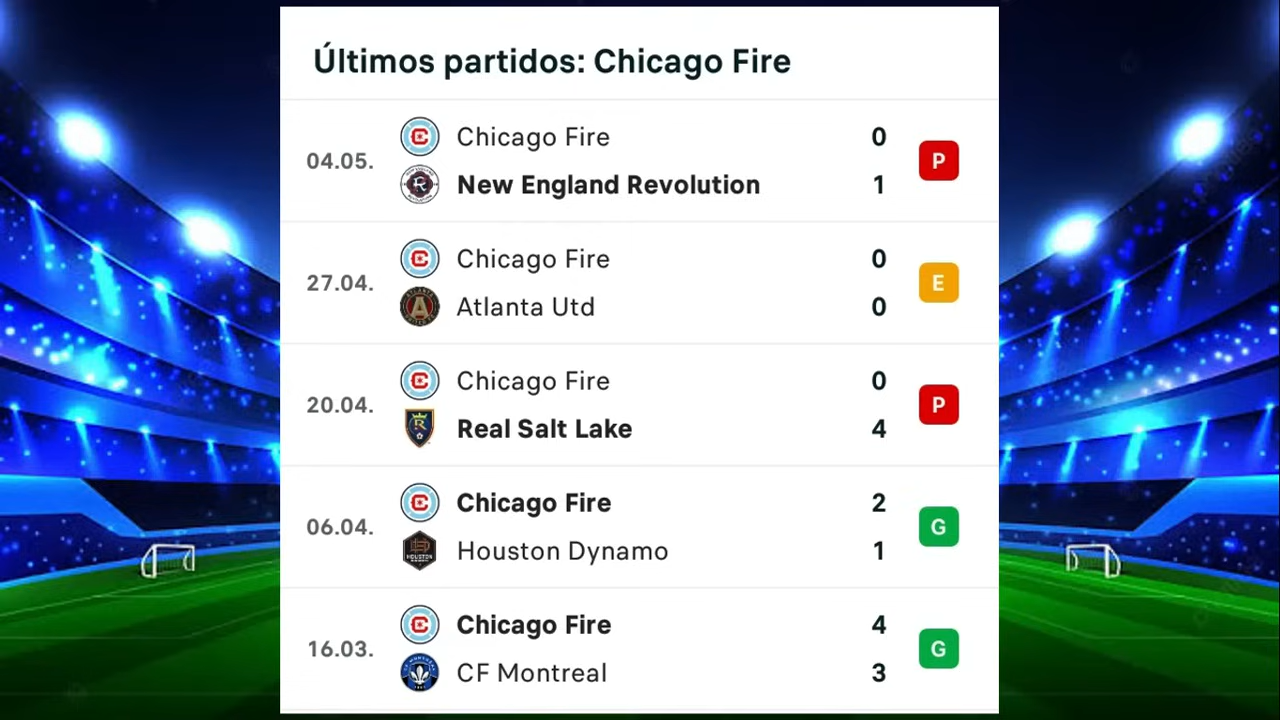 Últimos partidos: Chicago Fire
04.05.
Chicago Fire 0
New England Revolution 1
P
27.04.
Chicago Fire 0
Atlanta Utd 0
E
20.04.
Chicago Fire 0
Real Salt Lake 4
P
06.04.
Chicago Fire 2
Houston Dynamo 1
G
16.03.
Chicago Fire 4
CF Montreal 3
G